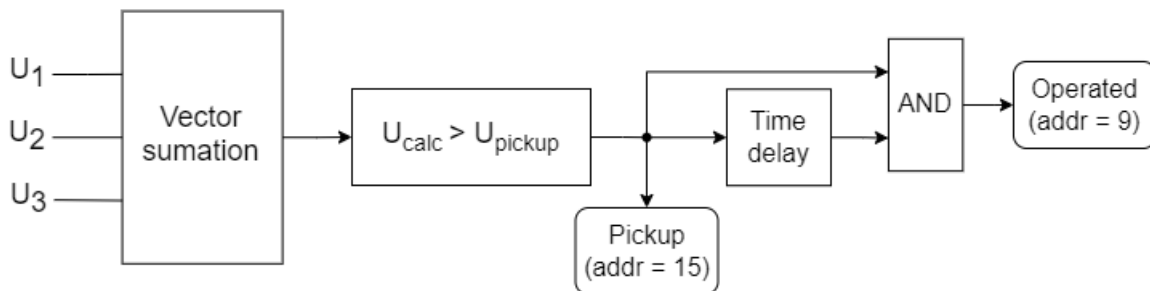 U1
U2
U3
Vector
sumation
Ucalc > Upickup
Pickup
(addr = 15)
Time
delay
AND
Operated
(addr = 9)